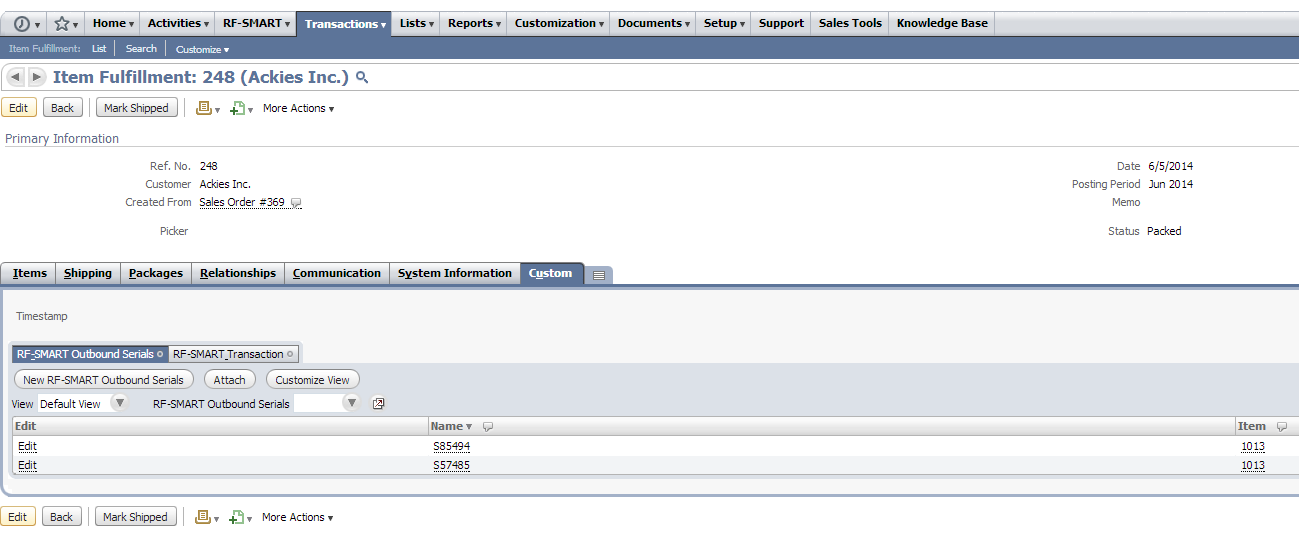 Home Activities RF-SMART Transactions Lists Reports Customization Documents Setup Support Sales Tools Knowledge Base
Item Fulfillment: List Search Customize
Item Fulfillment: 248 (Ackies Inc.)
Edit Back Mark Shipped More Actions
Primary Information
Ref. No. 248 Date 6/5/2014
Customer Ackies Inc. Posting Period Jun 2014
Created From Sales Order #369 Memo
Picker Status Packed
Items Shipping Packages Relationships Communication System Information Custom
Timestamp
RF-SMART Outbound Serials RF-SMART Transaction
New RF-SMART Outbound Serials Attach Customize View
View Default View RF-SMART Outbound Serials
Edit Name Item
Edit S85494 1013
Edit S57485 1013
Edit Back Mark Shipped More Actions